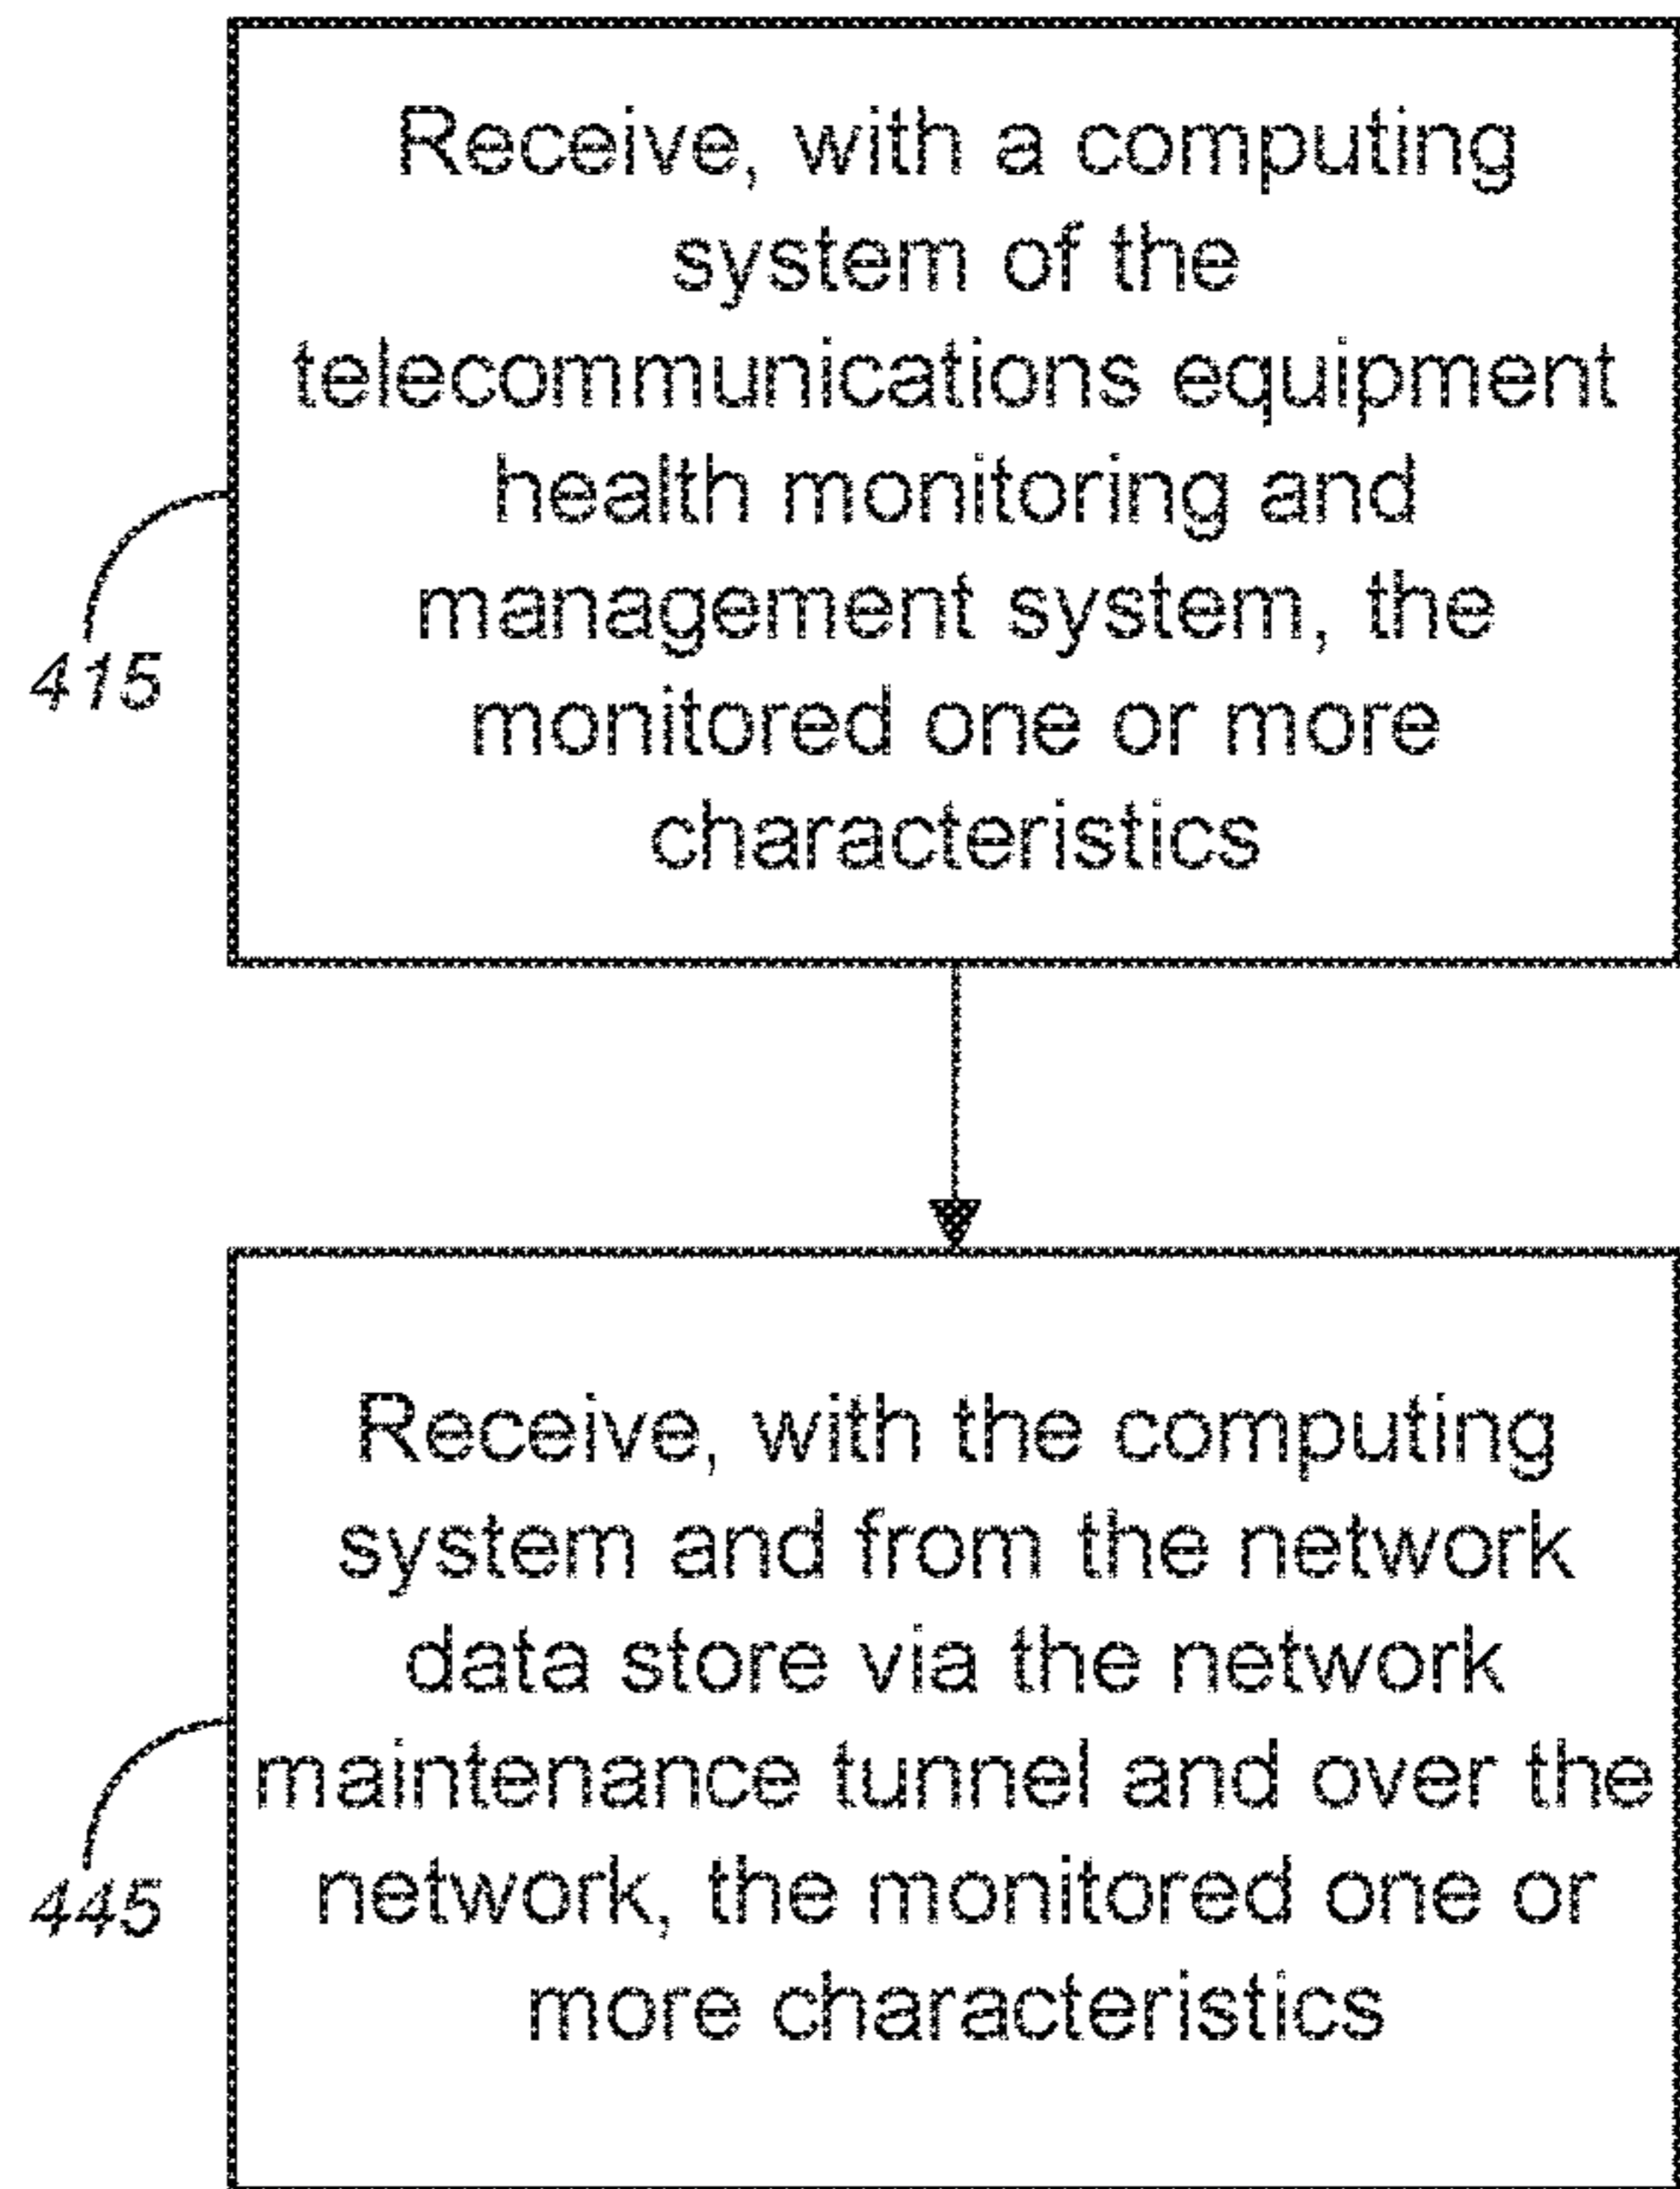 Receive, with a computing
system of the
telecommunications equipment
health monitoring and
management system, the
monitored one or more
characteristics
415
Receive, with the computing
system and from the network
data store via the network
maintenance tunnel and over the
network, the monitored one or
more characteristics
445